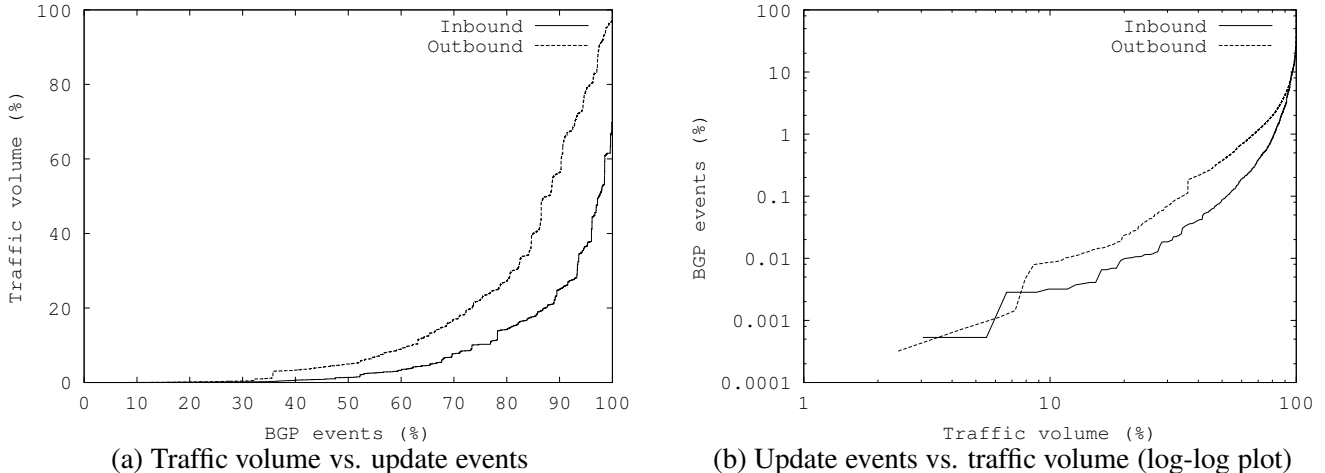 100
80
60
40
20
0
0 10 20 30 40 50 60 70 80 90 100
Traffic volume (%)
BGP events (%)
Inbound
Outbound
(a) Traffic volume vs. update events
100
10
1
0.1
0.01
0.001
0.0001
1 10 100
BGP events (%)
Traffic volume (%)
Inbound
Outbound
(b) Update events vs. traffic volume (log-log plot)